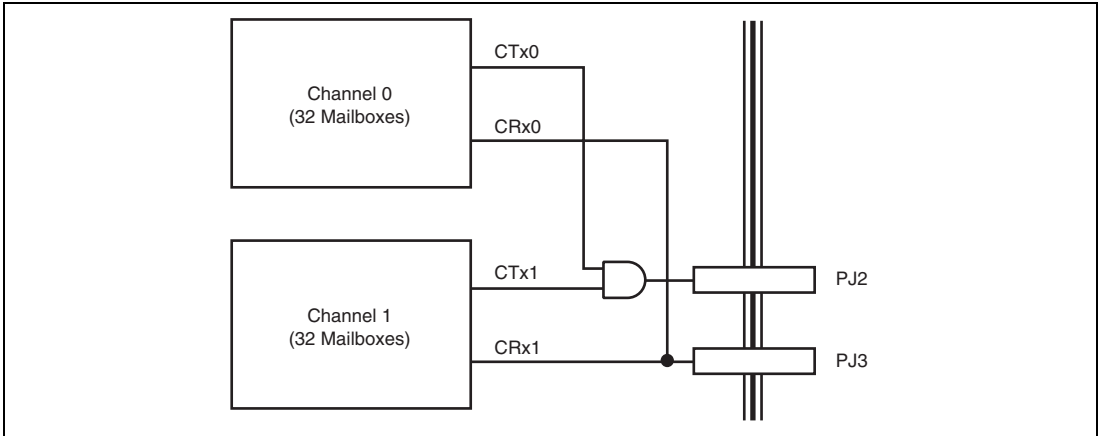 CTx0
Channel 0
(32 Mailboxes)
CRx0
CTx1
PJ2
Channel 1
(32 Mailboxes)
CRx1
PJ3